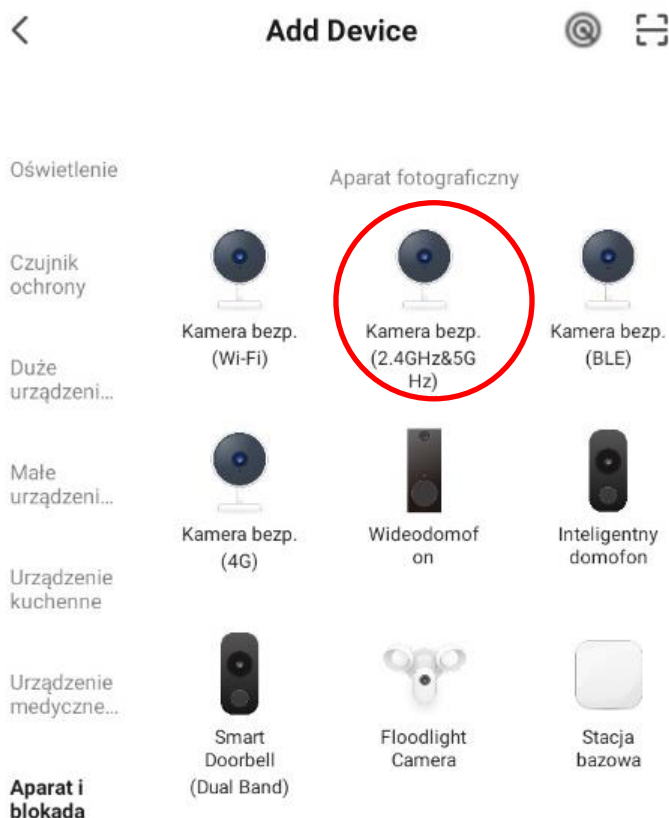 Add Device
Oświetlenie
Czujnik
ochrony
Duże
urządzeni...
Małe
urządzeni...
Urządzenie
kuchenne
Urządzenie
medyczne...
Aparat i
blokada
Aparat fotograficzny
Kamera bezp.
(Wi-Fi)
Kamera bezp.
(2.4GHz&5G
Hz)
Kamera bezp.
(BLE)
Kamera bezp.
(4G)
Wideodomof
on
Inteligentny
domofon
Smart
Doorbell
(Dual Band)
Floodlight
Camera
Stacja
bazowa